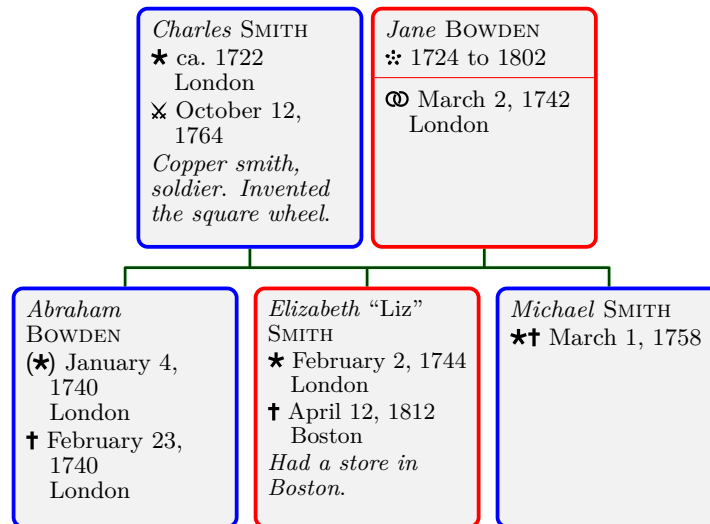 Charles SMITH
★ ca. 1722
London
⚔ October 12,
1764
Copper smith,
soldier. Invented
the square wheel.
Jane BOWDEN
1724 to 1802
⚭ March 2, 1742
London
Abraham
BOWDEN
(★) January 4,
1740
London
✝ February 23,
1740
London
Elizabeth “Liz”
SMITH
★ February 2, 1744
London
✝ April 12, 1812
Boston
Had a store in
Boston.
Michael SMITH
★✝ March 1, 1758